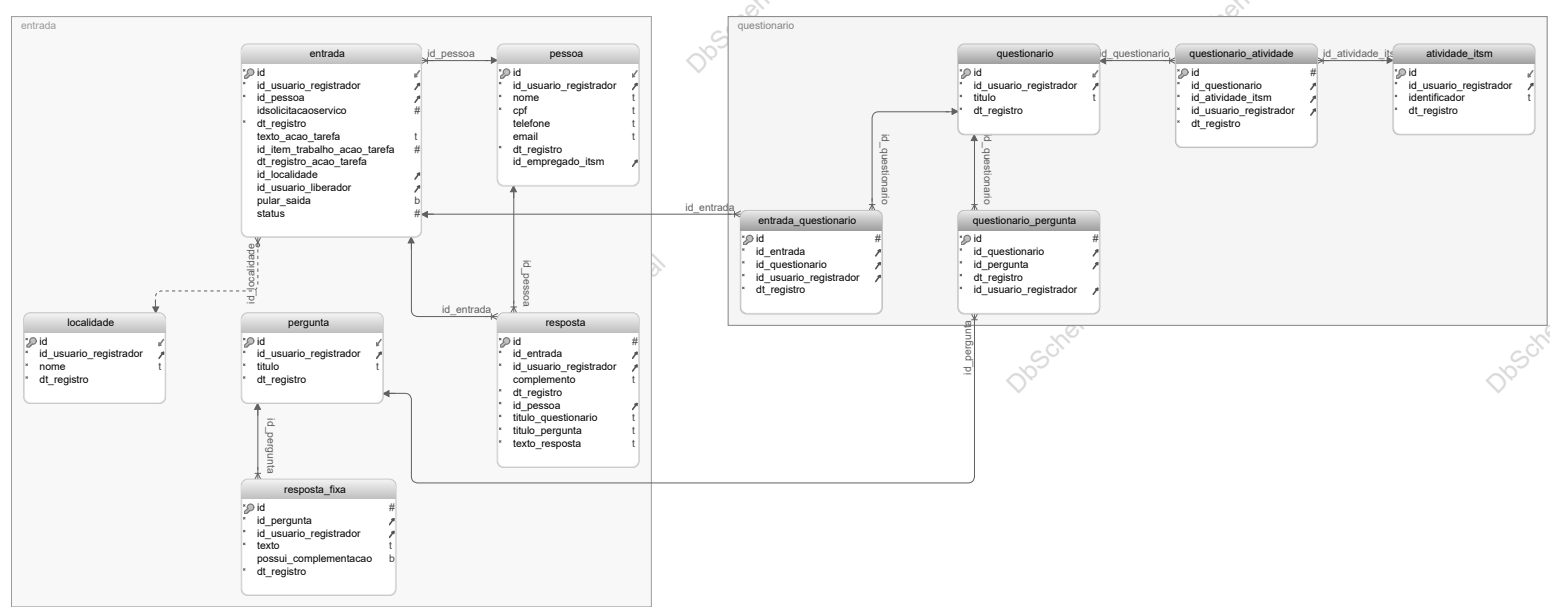 entrada
entrada
id #
id_usuario_registrador
id_pessoa
idsolicitacaoservico #
dt_registro
texto_acao_tarefa t
id_item_trabalho_acao_tarefa #
dt_registro_acao_tarefa
id_localidade
id_usuario_liberador
pular_saida b
status #
id_pessoa
pessoa
id
id_usuario_registrador
nome t
cpf t
telefone t
email t
dt_registro
id_empregado_itsm
id_localidade
id_pessoa
id_entrada
localidade
id
id_usuario_registrador
nome t
dt_registro
pergunta
id
id_usuario_registrador
titulo t
dt_registro
resposta
id #
id_entrada
id_usuario_registrador
complemento t
dt_registro
id_pessoa
titulo_questionario t
titulo_pergunta t
texto_resposta t
id_pergunta
resposta_fixa
id #
id_pergunta
id_usuario_registrador
texto t
possui_complementacao b
dt_registro
DbSc
questionario
questionario
id
id_usuario_registrador
titulo t
dt_registro
id_questionario
questionario_atividade
id #
id_questionario
id_atividade_itsm
id_usuario_registrador
dt_registro
id_atividade_its
atividade_itsm
id
id_usuario_registrador
identificador t
dt_registro
id_questionario
id_questionario
id_entrada
entrada_questionario
id #
id_entrada
id_questionario
id_usuario_registrador
dt_registro
questionario_pergunta
id #
id_questionario
id_pergunta
dt_registro
id_usuario_registrador
id_pergunta
DbSchem
DbSche